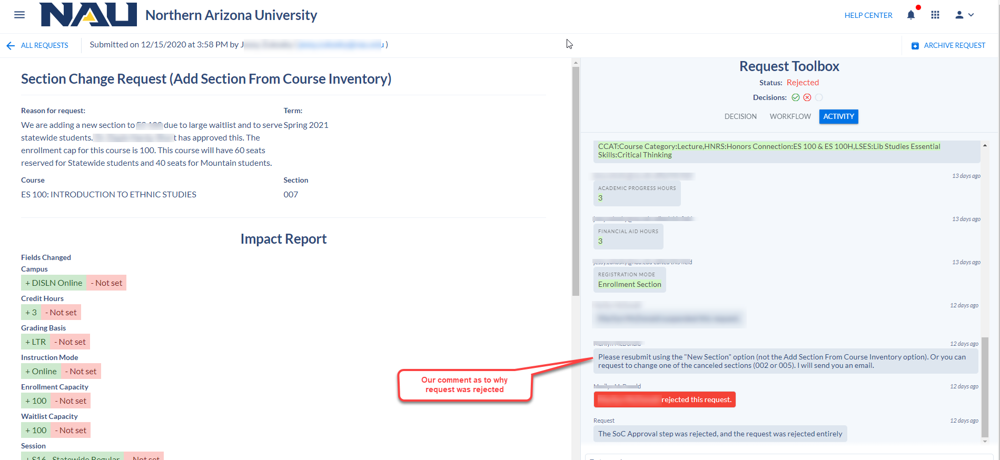 NAU Northern Arizona University
HELP CENTER
ALL REQUESTS
Submitted on 12/15/2020 at 3:58 PM by J )
ARCHIVE REQUEST
Section Change Request (Add Section From Course Inventory)
Reason for request:
Term:
We are adding a new section to due to large waitlist and to serve
Spring 2021
statewide students. has approved this. The
enrollment cap for this course is 100. This course will have 60 seats
reserved for Statewide students and 40 seats for Mountain students.
Course
Section
ES 100: INTRODUCTION TO ETHNIC STUDIES
007
Impact Report
Fields Changed
Campus
+ DISLN Online - Not set
Credit Hours
+ 3 - Not set
Grading Basis
+ LTR - Not set
Instruction Mode
+ Online - Not set
Enrollment Capacity
+ 100 - Not set
Waitlist Capacity
+ 100 - Not set
Session
+ S16 - Statewide Regular - Not set
Our comment as to why
request was rejected
Request Toolbox
Status: Rejected
Decisions:
DECISION WORKFLOW ACTIVITY
CCAT:Course Category:Lecture,HNRS:Honors Connection:ES 100 & ES 100H,LSES:Lib Studies Essential
Skills:Critical Thinking
13 days ago
ACADEMIC PROGRESS HOURS
3
13 days ago
FINANCIAL AID HOURS
3
edited this field
13 days ago
REGISTRATION MODE
Enrollment Section
12 days ago
12 days ago
Please resubmit using the "New Section" option (not the Add Section From Course Inventory option). Or you can
request to change one of the canceled sections (002 or 005). I will send you an email.
12 days ago
rejected this request.
Request
12 days ago
The SoC Approval step was rejected, and the request was rejected entirely